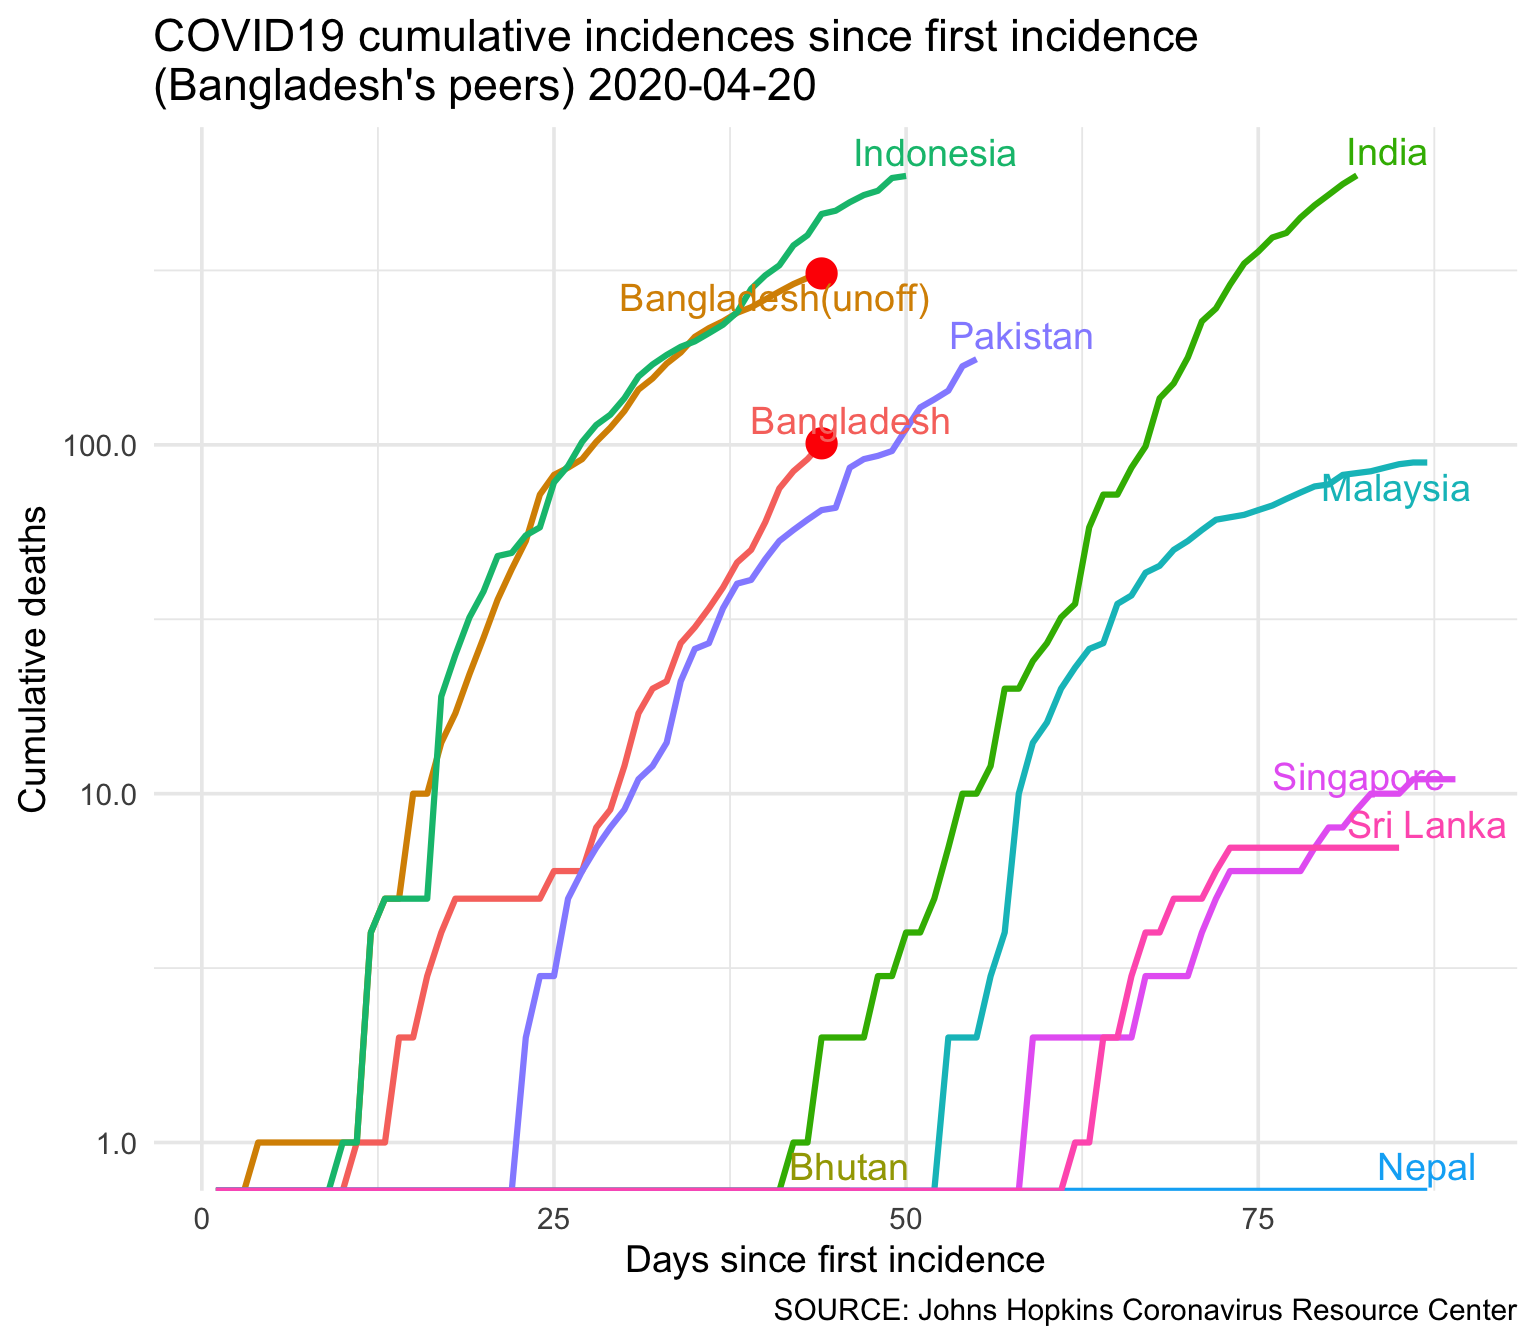 COVID19 cumulative incidences since first incidence
(Bangladesh's peers) 2020-04-20
Indonesia
India
Bangladesh(unoff)
Pakistan
Bangladesh
100.0
Malaysia
Cumulative deaths
Singapore
10.0
Sri Lanka
1.0
Bhutan
Nepal
0
25
50
75
Days since first incidence
SOURCE: Johns Hopkins Coronavirus Resource Center